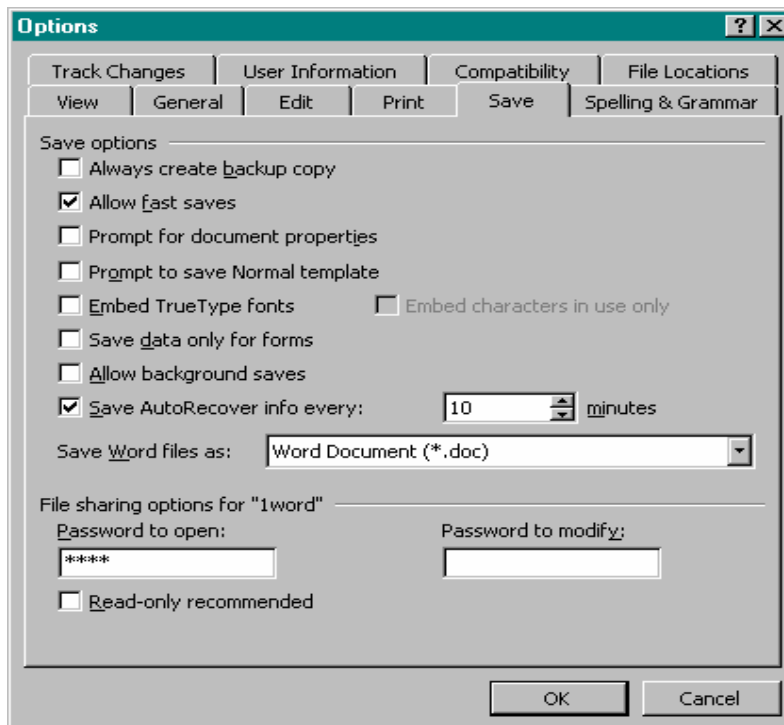 Options
Track Changes User Information Compatibility File Locations
View General Edit Print Save Spelling & Grammar
Save options
Always create backup copy
Allow fast saves
Prompt for document properties
Prompt to save Normal template
Embed TrueType fonts Embed characters in use only
Save data only for forms
Allow background saves
Save AutoRecover info every: 10 minutes
Save Word files as: Word Document (*.doc)
File sharing options for "1word"
Password to open: Password to modify:
****
Read-only recommended
OK Cancel